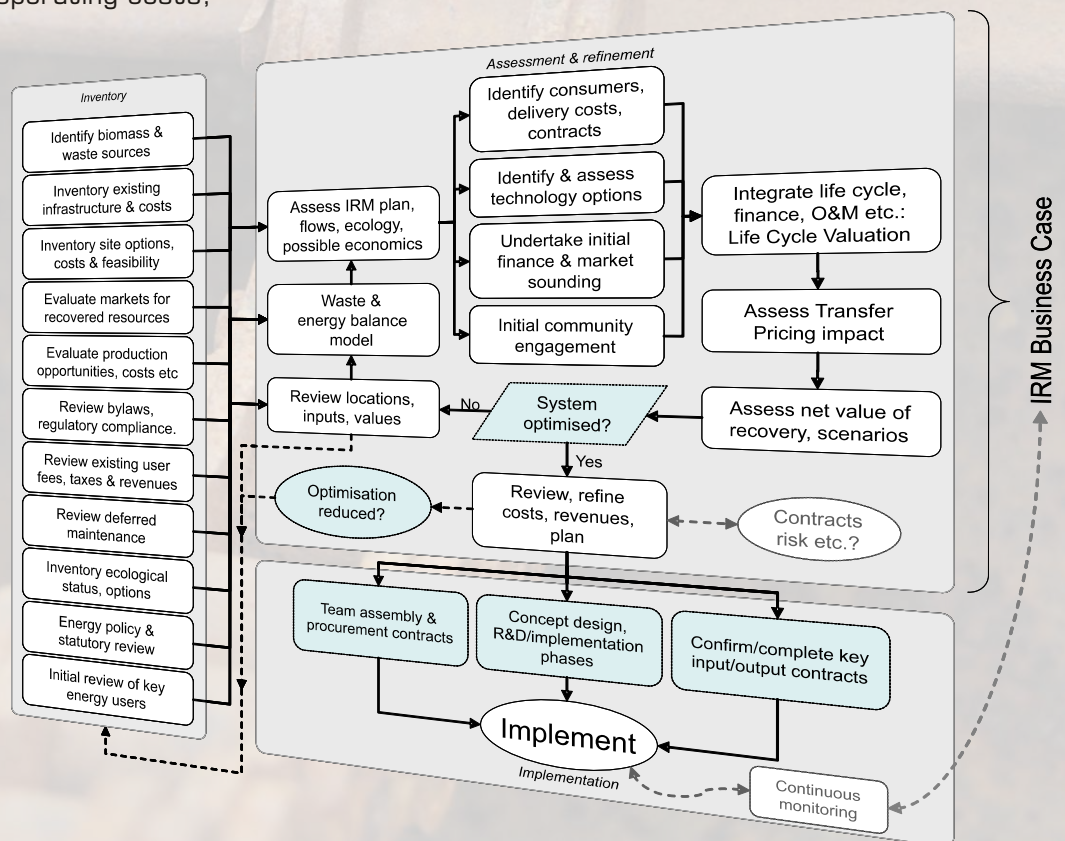 operating costs,
Inventory
Identify biomass &
waste sources
Inventory existing
infrastructure & costs
Inventory site options,
costs & feasibility
Evaluate markets for
recovered resources
Evaluate production
opportunities, costs etc
Review bylaws,
regulatory compliance.
Review existing user
fees, taxes & revenues
Review deferred
maintenance
Inventory ecological
status, options
Energy policy &
statutory review
Initial review of key
energy users
Assessment & refinement
Assess IRM plan,
flows, ecology,
possible economics
Waste &
energy balance
model
Review locations,
inputs, values
Identify consumers,
delivery costs,
contracts
Identify & assess
technology options
Undertake initial
finance & market
sounding
Initial community
engagement
Integrate life cycle,
finance, O&M etc.:
Life Cycle Valuation
Assess Transfer
Pricing impact
Assess net value of
recovery, scenarios
System
optimised?
No
Yes
Optimisation
reduced?
Review, refine
costs, revenues,
plan
Contracts
risk etc.?
Team assembly &
procurement contracts
Concept design,
R&D/implementation
phases
Confirm/complete key
input/output contracts
Implement
Implementation
Continuous
monitoring
IRM Business Case